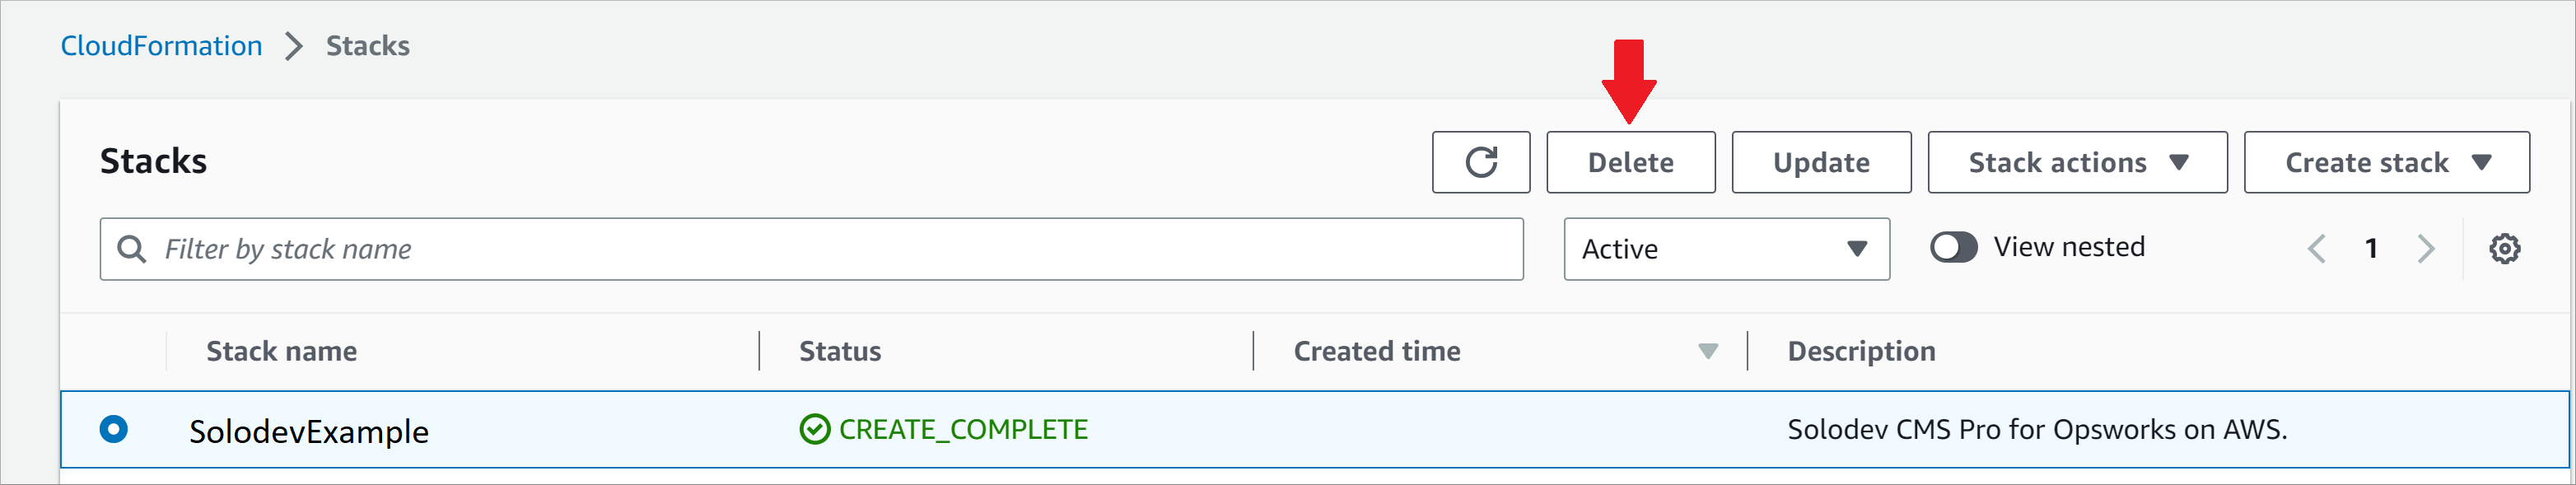 CloudFormation > Stacks
Stacks
Delete Update Stack actions Create stack
Filter by stack name Active View nested 1
Stack name Status Created time Description
SolodevExample CREATE_COMPLETE Solodev CMS Pro for Opsworks on AWS.